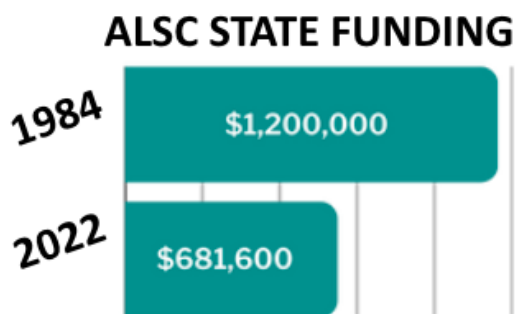 ALSC STATE FUNDING
1984
$1,200,000
2022
$681,600